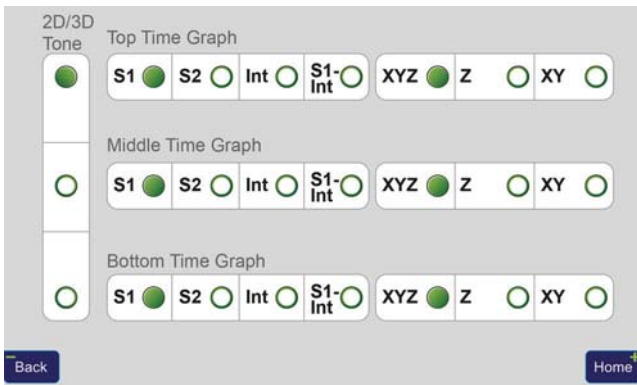 2D/3D
Tone
Top Time Graph
S1 S2 Int S1-
Int
XYZ Z XY
Middle Time Graph
S1 S2 Int S1-
Int
XYZ Z XY
Bottom Time Graph
S1 S2 Int S1-
Int
XYZ Z XY
Back
Home